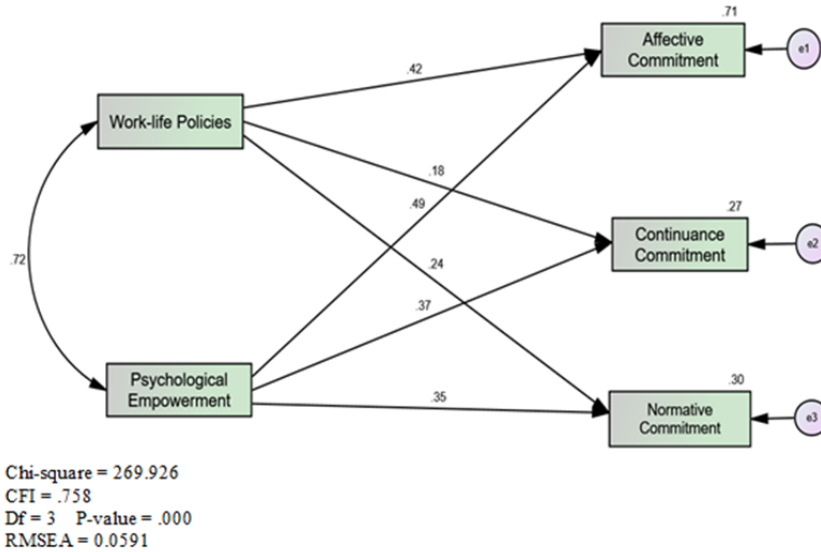 .71
Affective
Commitment
e1
.42
Work-life Policies
.18
.49
.27
Continuance
Commitment
e2
.72
.24
.37
Psychological
Empowerment
.35
.30
Normative
Commitment
e3
Chi-square = 269.926
CFI = .758
Df = 3 P-value = .000
RMSEA = 0.0591